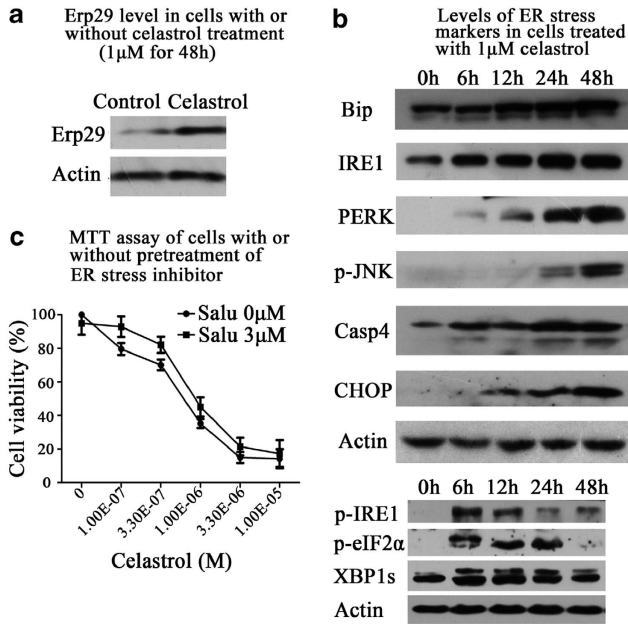 a
Erp29 level in cells with or
without celastrol treatment
(1μM for 48h)
Control Celastrol
Erp29
Actin
b
Levels of ER stress
markers in cells treated
with 1μM celastrol
0h 6h 12h 24h 48h
Bip
IRE1
PERK
p-JNK
Casp4
CHOP
Actin
0h 6h 12h 24h 48h
p-IRE1
p-eIF2α
XBP1s
Actin
c
MTT assay of cells with or
without pretreatment of
ER stress inhibitor
Salu 0μM
Salu 3μM
Cell viability (%)
100
80
60
40
20
0
0
1.00E-07
3.30E-07
1.00E-06
3.30E-06
1.00E-05
Celastrol (M)